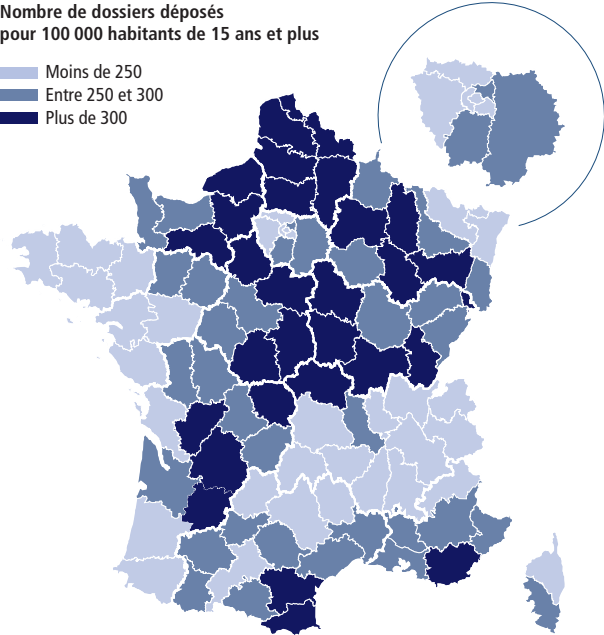 Nombre de dossiers déposés
pour 100 000 habitants de 15 ans et plus
Moins de 250
Entre 250 et 300
Plus de 300